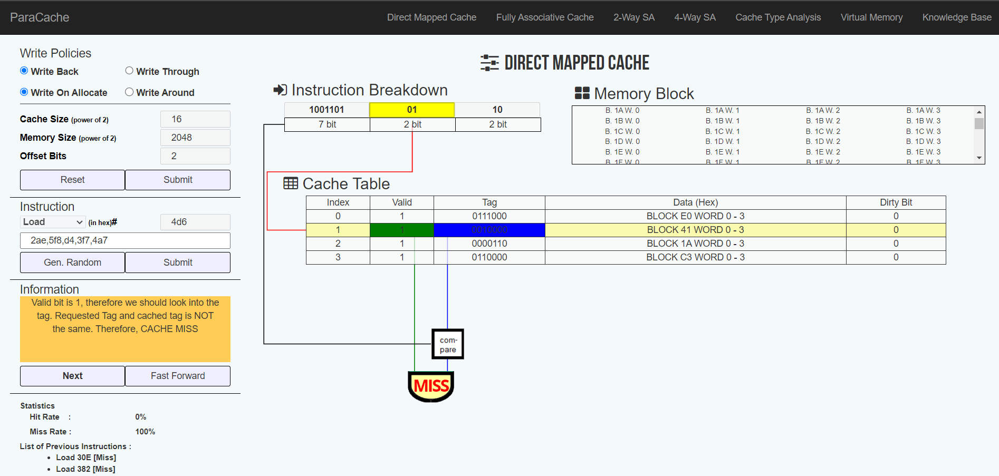 ParaCache
Direct Mapped Cache
Fully Associative Cache
2-Way SA
4-Way SA
Cache Type Analysis
Virtual Memory
Knowledge Base
Write Policies
Write Back
Write Through
Write On Allocate
Write Around
Cache Size (power of 2)
16
Memory Size (power of 2)
2048
Offset Bits
2
Reset
Submit
Instruction
Load
(in hex)#
4d6
2ae,5f8,d4,3f7,4a7
Gen. Random
Submit
Information
Valid bit is 1, therefore we should look into the
tag. Requested Tag and cached tag is NOT
the same. Therefore, CACHE MISS
Next
Fast Forward
Statistics
Hit Rate :
0%
Miss Rate :
100%
List of Previous Instructions :
Load 30E [Miss]
Load 382 [Miss]
DIRECT MAPPED CACHE
Instruction Breakdown
1001101 01 10
7 bit 2 bit 2 bit
Memory Block
B. 1A W. 0 B. 1A W. 1 B. 1A W. 2 B. 1A W. 3
B. 1B W. 0 B. 1B W. 1 B. 1B W. 2 B. 1B W. 3
B. 1C W. 0 B. 1C W. 1 B. 1C W. 2 B. 1C W. 3
B. 1D W. 0 B. 1D W. 1 B. 1D W. 2 B. 1D W. 3
B. 1E W. 0 B. 1E W. 1 B. 1E W. 2 B. 1E W. 3
B. 1F W. 0 B. 1F W. 1 B. 1F W. 2 B. 1F W. 3
Cache Table
Index Valid Tag Data (Hex) Dirty Bit
0 1 0111000 BLOCK E0 WORD 0 - 3 0
1 1 0010000 BLOCK 41 WORD 0 - 3 0
2 1 0000110 BLOCK 1A WORD 0 - 3 0
3 1 0110000 BLOCK C3 WORD 0 - 3 0
com-
pare
MISS